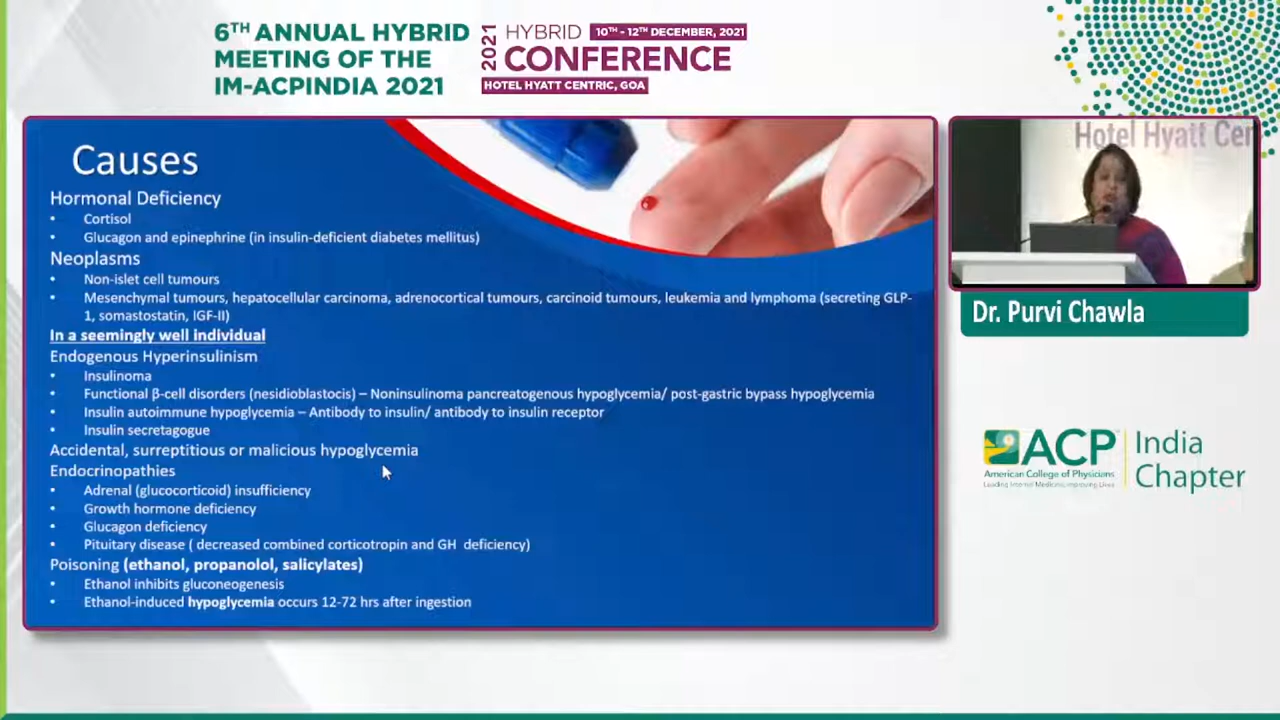 6TH ANNUAL HYBRID
MEETING OF THE
IM-ACPINDIA 2021
2021
HYBRID 10TH - 12TH DECEMBER, 2021
CONFERENCE
HOTEL HYATT CENTRIC, GOA
Causes
Hormonal Deficiency
• Cortisol
• Glucagon and epinephrine (in insulin-deficient diabetes mellitus)
Neoplasms
• Non-islet cell tumours
• Mesenchymal tumours, hepatocellular carcinoma, adrenocortical tumours, carcinoid tumours, leukemia and lymphoma (secreting GLP-
1, somastostatin, IGF-II)
In a seemingly well individual
Endogenous Hyperinsulinism
• Insulinoma
• Functional β-cell disorders (nesidioblastocis) – Noninsulinoma pancreatogenous hypoglycemia/ post-gastric bypass hypoglycemia
• Insulin autoimmune hypoglycemia – Antibody to insulin/ antibody to insulin receptor
• Insulin secretagogue
Accidental, surreptitious or malicious hypoglycemia
Endocrinopathies
• Adrenal (glucocorticoid) insufficiency
• Growth hormone deficiency
• Glucagon deficiency
• Pituitary disease ( decreased combined corticotropin and GH deficiency)
Poisoning (ethanol, propanolol, salicylates)
• Ethanol inhibits gluconeogenesis
• Ethanol-induced hypoglycemia occurs 12-72 hrs after ingestion
Hotel Hyatt Cen
Dr. Purvi Chawla
ACP
American College of Physicians
Leading Internal Medicine, Improving Lives
India
Chapter